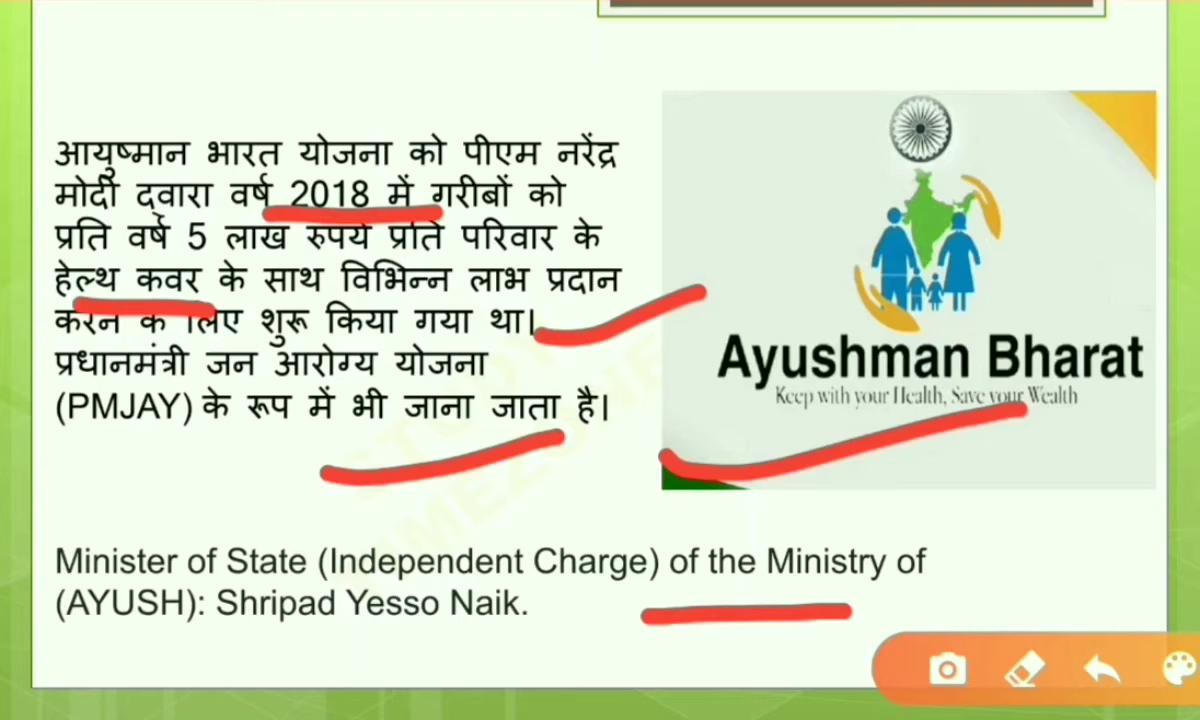 आयुष्मान भारत योजना को पीएम नरेंद्र
मोदी द्वारा वर्ष 2018 में गरीबों को
प्रति वर्ष 5 लाख रुपये प्रति परिवार के
हेल्थ कवर के साथ विभिन्न लाभ प्रदान
करने के लिए शुरू किया गया था।
प्रधानमंत्री जन आरोग्य योजना
(PMJAY) के रूप में भी जाना जाता है।
Ayushman Bharat
Keep with your Health, Save your Wealth
Minister of State (Independent Charge) of the Ministry of
(AYUSH): Shripad Yesso Naik.